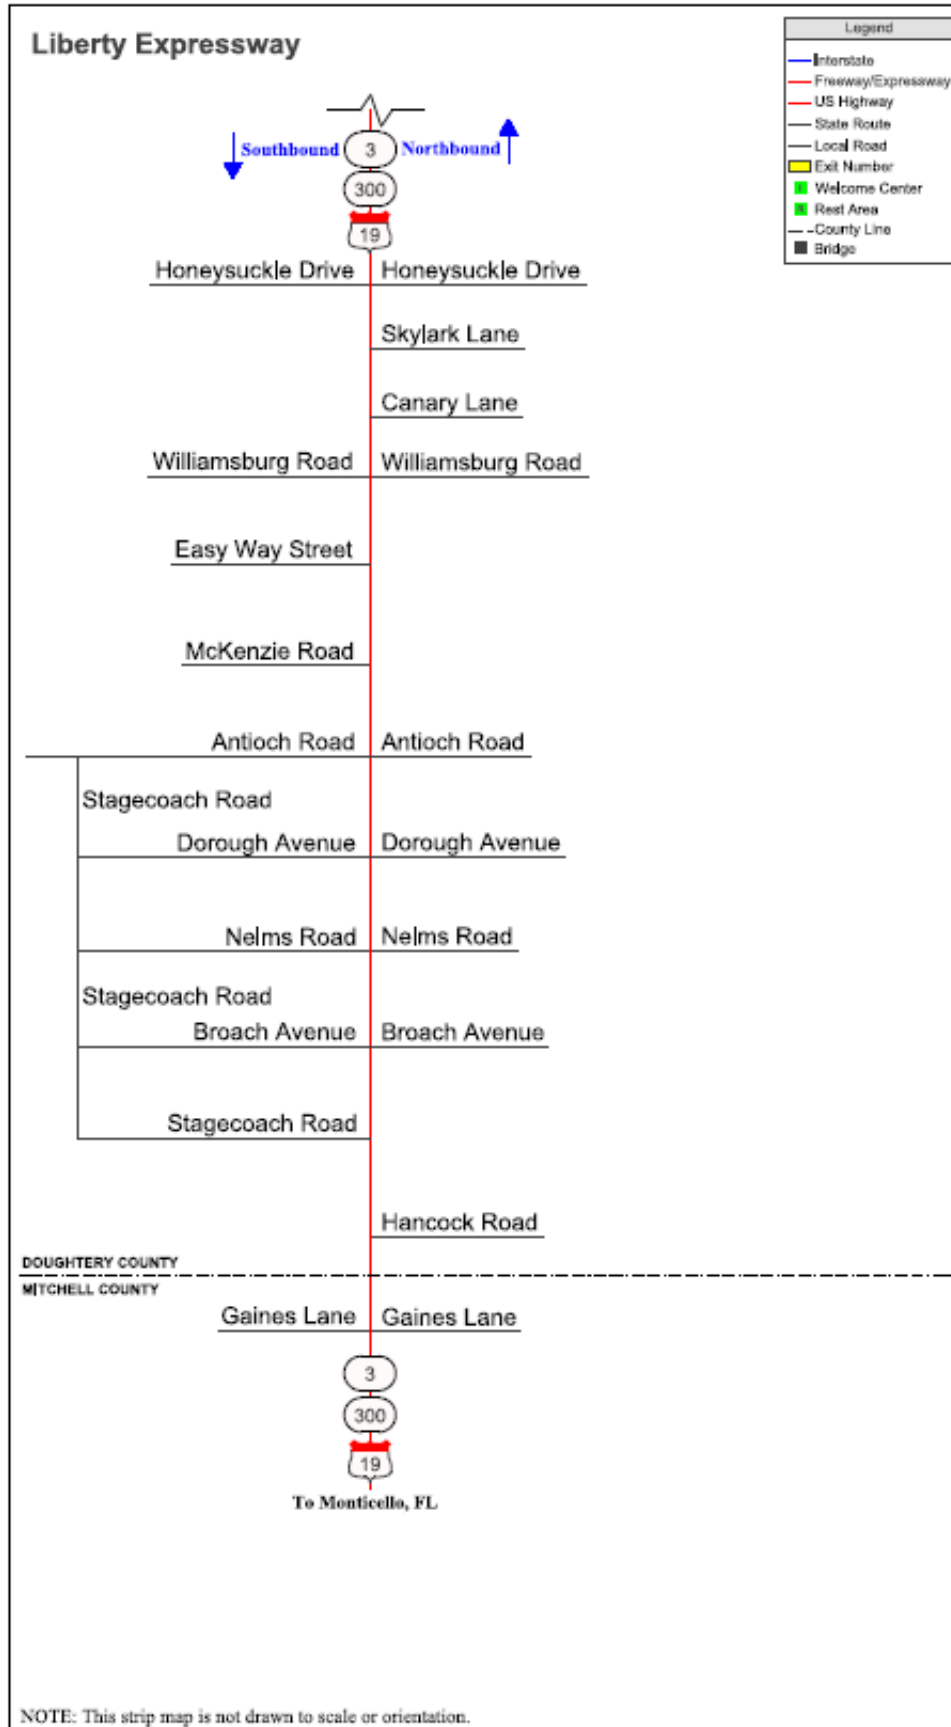 Liberty Expressway
Legend
Interstate
Freeway/Expressway
US Highway
State Route
Local Road
Exit Number
Welcome Center
Rest Area
County Line
Bridge
Southbound 3 Northbound
300
19
Honeysuckle Drive Honeysuckle Drive
Skylark Lane
Canary Lane
Williamsburg Road Williamsburg Road
Easy Way Street
McKenzie Road
Antioch Road Antioch Road
Stagecoach Road
Dorough Avenue Dorough Avenue
Nelms Road Nelms Road
Stagecoach Road
Broach Avenue Broach Avenue
Stagecoach Road
Hancock Road
DOUGHTERY COUNTY
MITCHELL COUNTY
Gaines Lane Gaines Lane
3
300
19
To Monticello, FL
NOTE: This strip map is not drawn to scale or orientation.